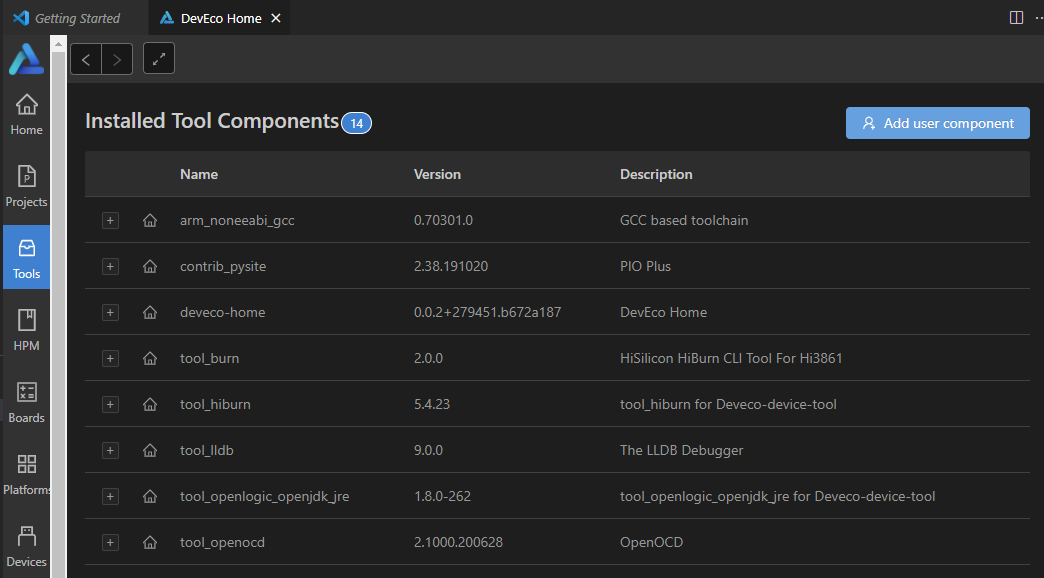 Getting Started
DevEco Home
Home
Projects
Tools
HPM
Boards
Platforms
Devices
Installed Tool Components 14
Add user component
Name Version Description
arm_noneeabi_gcc 0.70301.0 GCC based toolchain
contrib_pysite 2.38.191020 PIO Plus
deveco-home 0.0.2+279451.b672a187 DevEco Home
tool_burn 2.0.0 HiSilicon HiBurn CLI Tool For Hi3861
tool_hiburn 5.4.23 tool_hiburn for Deveco-device-tool
tool_lldb 9.0.0 The LLDB Debugger
tool_openlogic_openjdk_jre 1.8.0-262 tool_openlogic_openjdk_jre for Deveco-device-tool
tool_openocd 2.1000.200628 OpenOCD